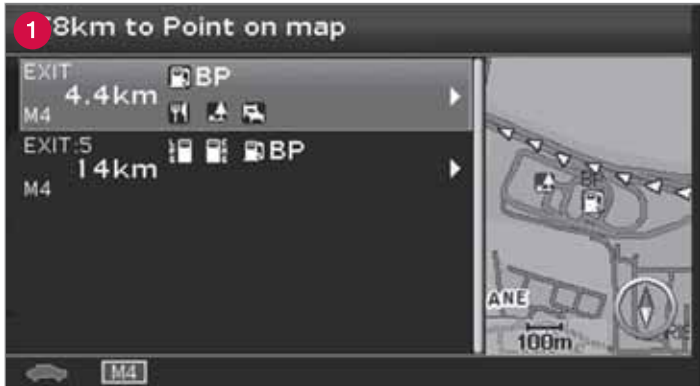 1
8km to Point on map
EXIT
BP
4.4km
M4
EXIT:5
BP
14km
M4
BP
ANE
100m
M4